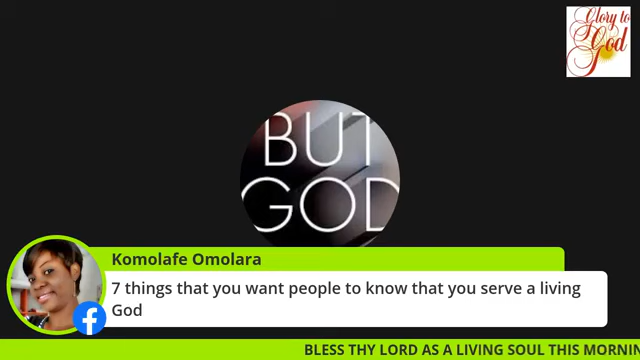 Glory to
God
BUT
GOD
Komolafe Omolara
7 things that you want people to know that you serve a living
God
BLESS THY LORD AS A LIVING SOUL THIS MORNIN